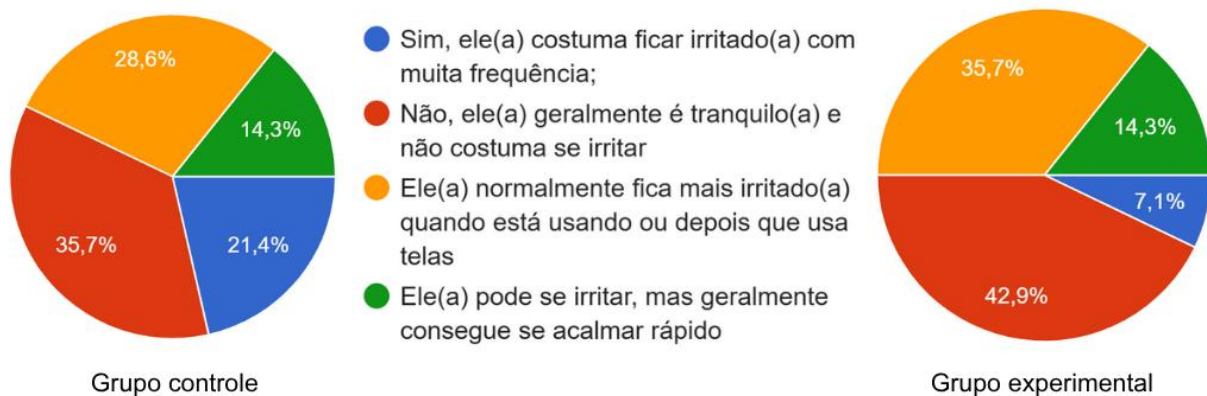 28,6%
14,3%
35,7%
21,4%
Grupo controle
Sim, ele(a) costuma ficar irritado(a) com
muita frequência;
Não, ele(a) geralmente é tranquilo(a) e
não costuma se irritar
Ele(a) normalmente fica mais irritado(a)
quando está usando ou depois que usa
telas
Ele(a) pode se irritar, mas geralmente
consegue se acalmar rápido
35,7%
14,3%
7,1%
42,9%
Grupo experimental